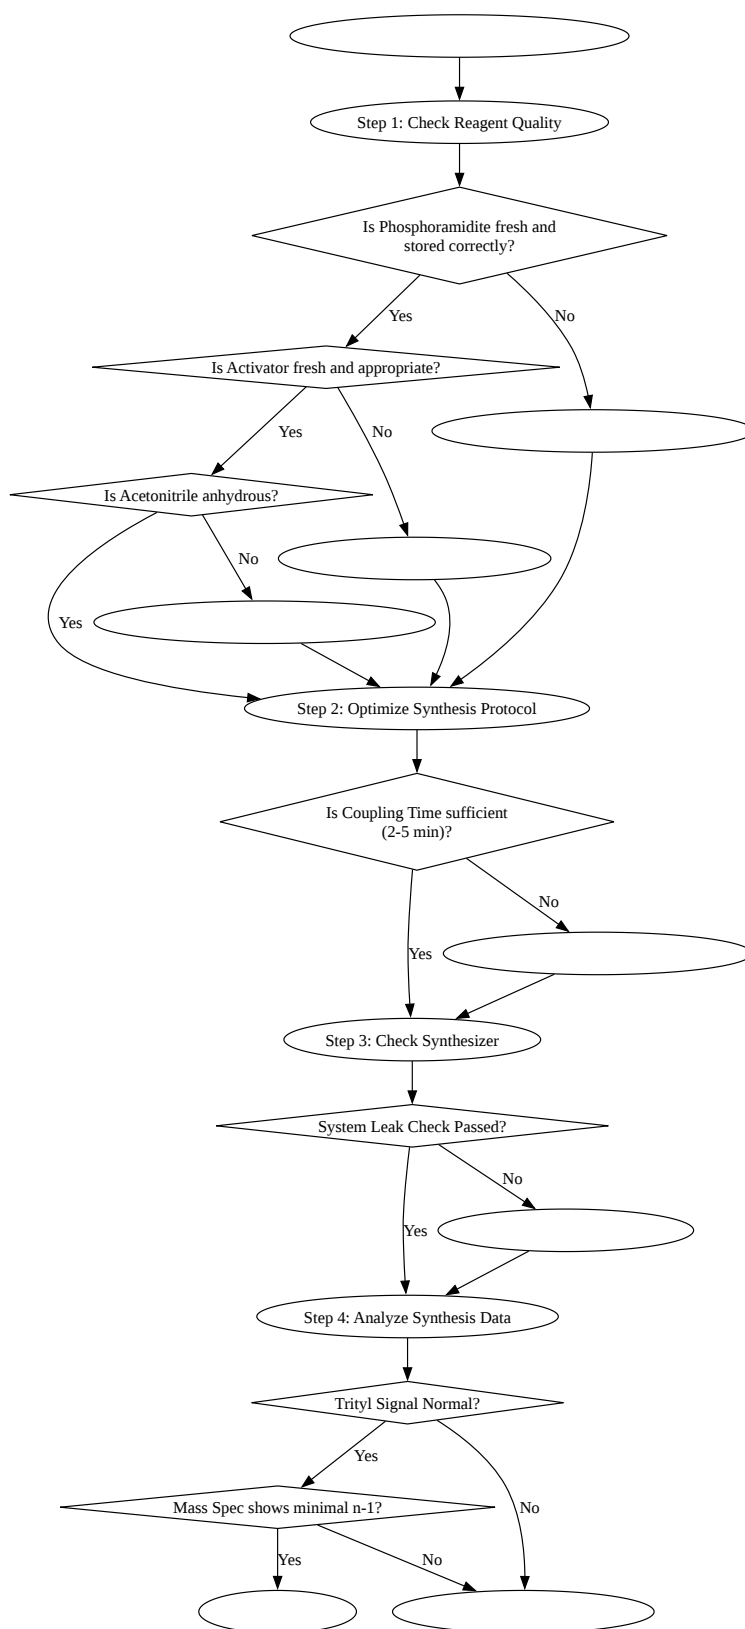 Step 1: Check Reagent Quality
Is Phosphoramidite fresh and
stored correctly?
Yes
No
Is Activator fresh and appropriate?
Yes
No
Is Acetonitrile anhydrous?
No
Yes
Step 2: Optimize Synthesis Protocol
Is Coupling Time sufficient
(2-5 min)?
No
Yes
Step 3: Check Synthesizer
System Leak Check Passed?
No
Yes
Step 4: Analyze Synthesis Data
Trityl Signal Normal?
Yes
Mass Spec shows minimal n-1?
No
Yes
No